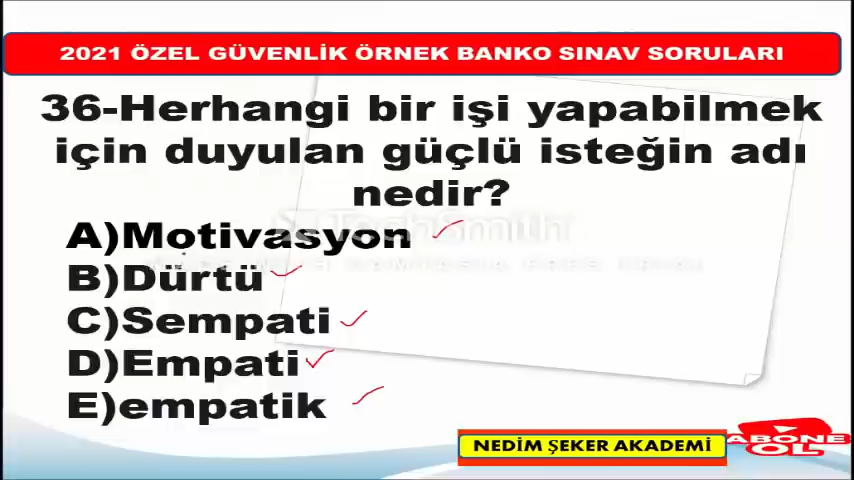 2021 ÖZEL GÜVENLİK ÖRNEK BANKO SINAV SORULARI
36-Herhangi bir işi yapabilmek
için duyulan güçlü isteğin adı
nedir?
A)Motivasyon
B)Dürtü
C)Sempati
D)Empati
E)empatik
NEDİM ŞEKER AKADEMİ
ABONE
OL